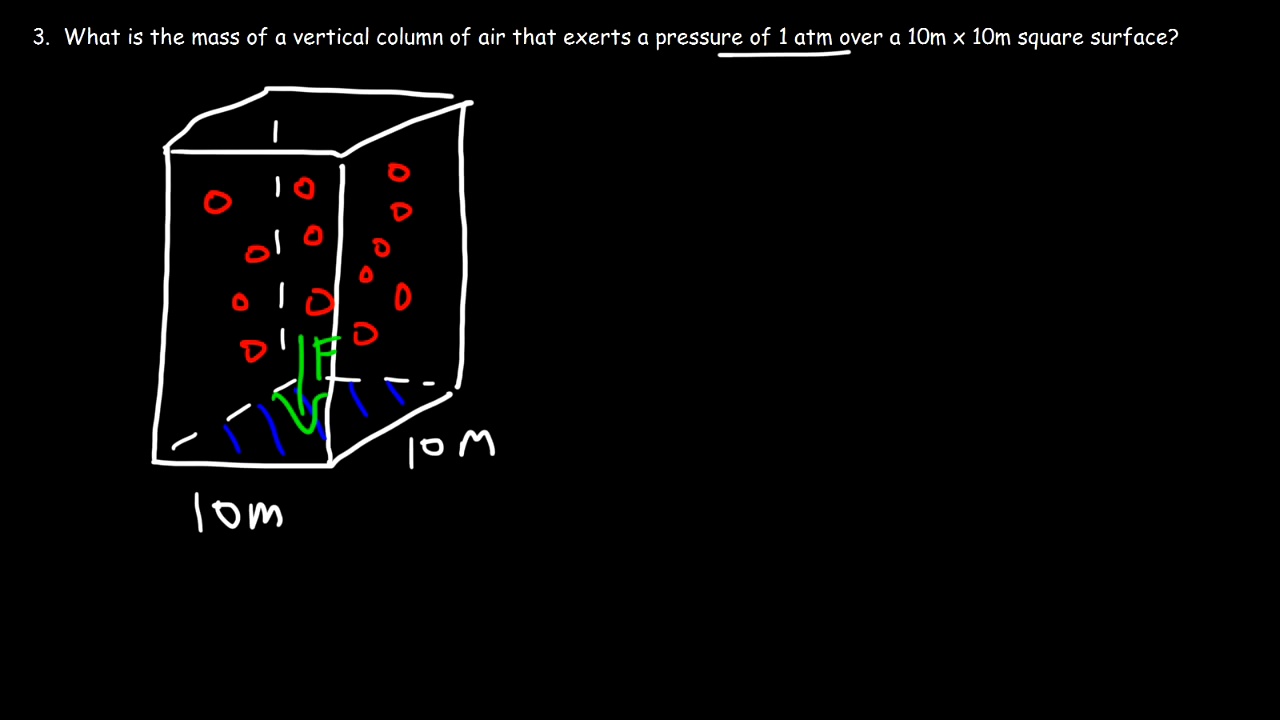 3. What is the mass of a vertical column of air that exerts a pressure of 1 atm over a 10m x 10m square surface?
F
10m
10m